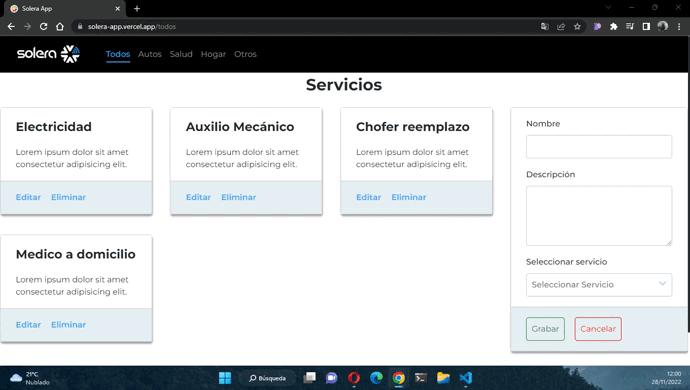 Solera App
solera-app.vercel.app/todos
solera
Todos Autos Salud Hogar Otros
Servicios
Electricidad
Lorem ipsum dolor sit amet
consectetur adipisicing elit.
Editar Eliminar
Auxilio Mecánico
Lorem ipsum dolor sit amet
consectetur adipisicing elit.
Editar Eliminar
Chofer reemplazo
Lorem ipsum dolor sit amet
consectetur adipisicing elit.
Editar Eliminar
Medico a domicilio
Lorem ipsum dolor sit amet
consectetur adipisicing elit.
Editar Eliminar
Nombre
Descripción
Seleccionar servicio
Seleccionar Servicio
Grabar Cancelar
21°C
Nublado
Búsqueda
12:00
28/11/2022